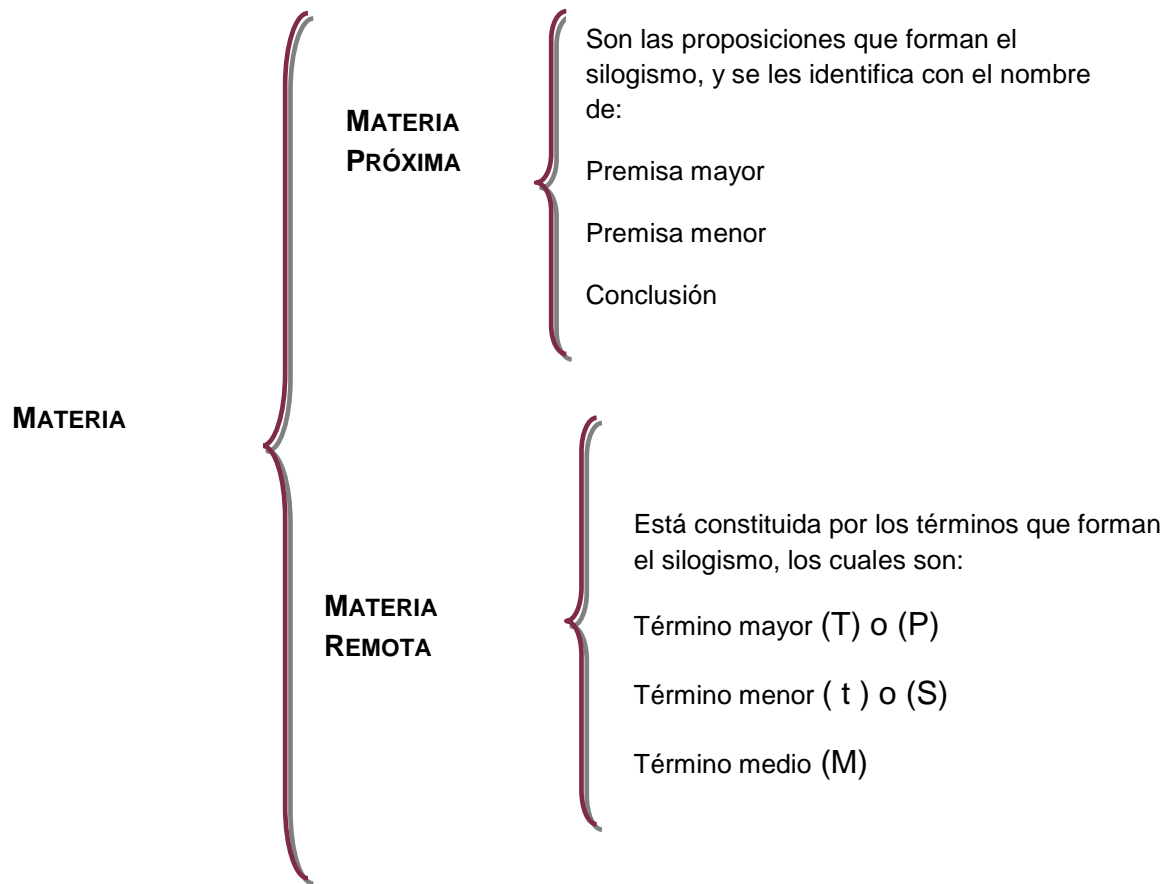 MATERIA
MATERIA
PRÓXIMA
Son las proposiciones que forman el
silogismo, y se les identifica con el nombre
de:
Premisa mayor
Premisa menor
Conclusión
MATERIA
REMOTA
Está constituida por los términos que forman
el silogismo, los cuales son:
Término mayor (T) o (P)
Término menor ( t ) o (S)
Término medio (M)